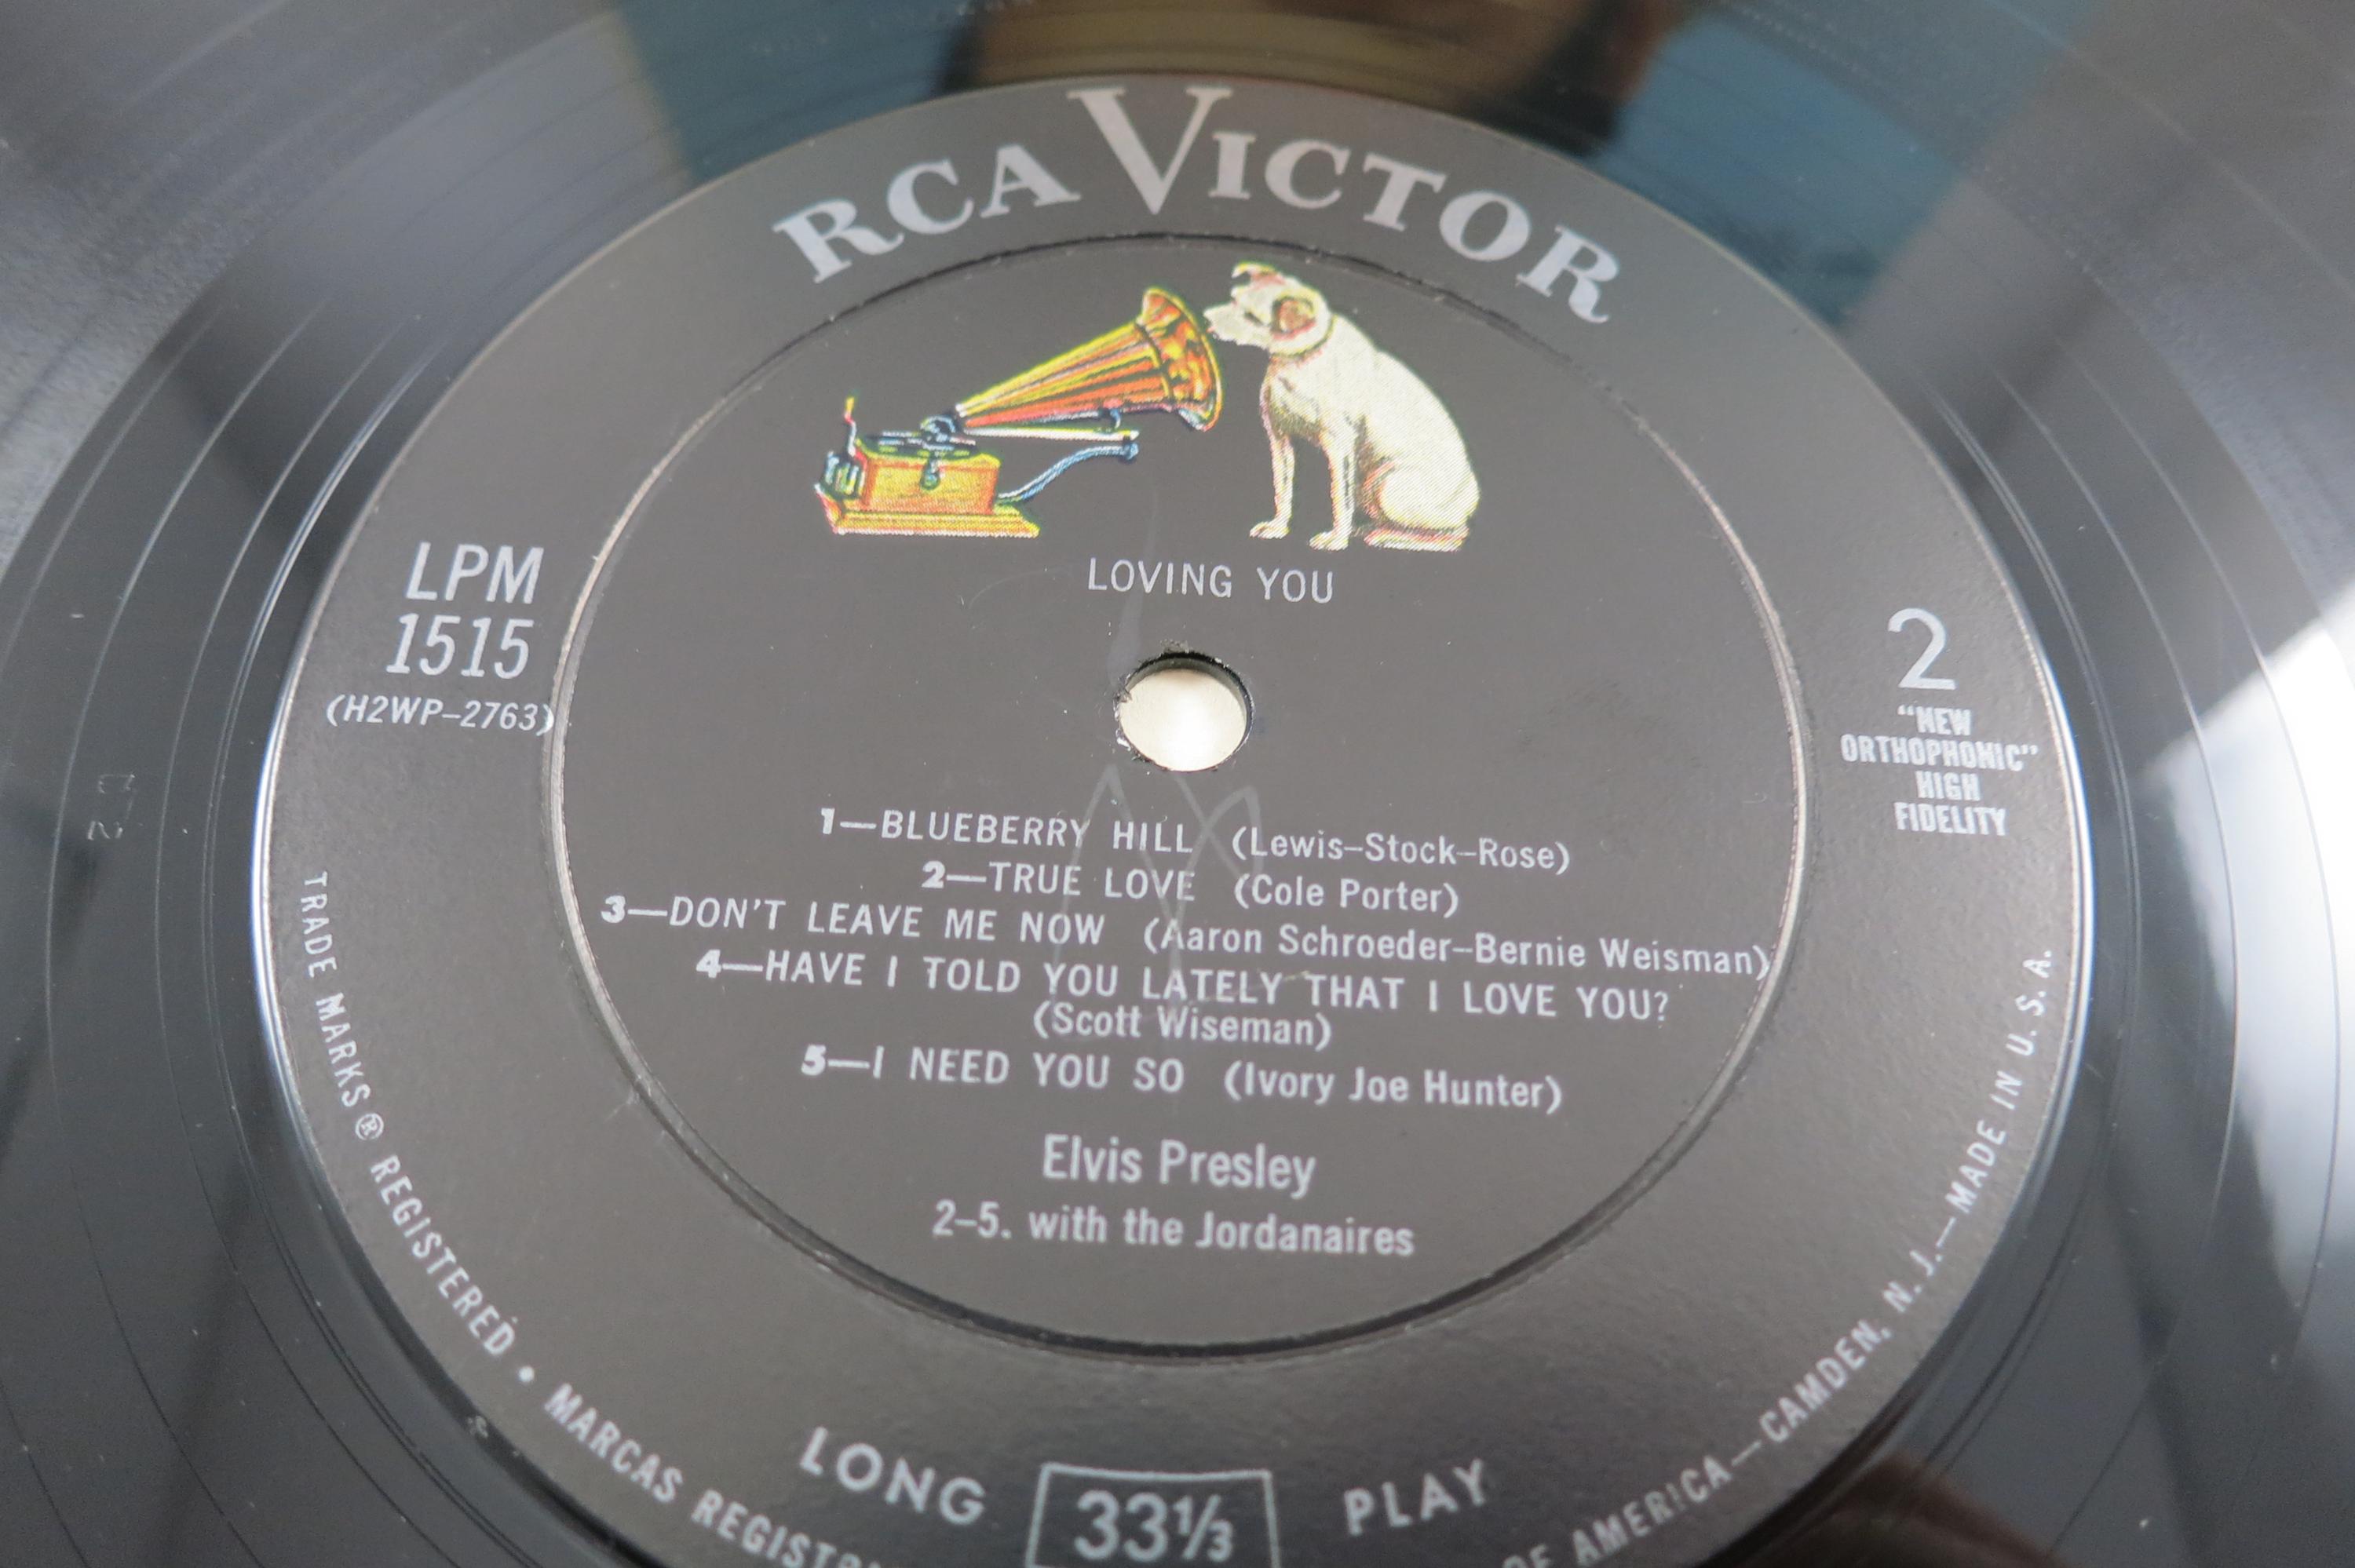 RCA VICTOR
LOVING YOU
LPM
1515
(H2WP-2763)
2
"NEW
ORTHOPHONIC"
HIGH
FIDELITY
1—BLUEBERRY HILL (Lewis-Stock-Rose)
2—TRUE LOVE (Cole Porter)
3—DON'T LEAVE ME NOW (Aaron Schroeder-Bernie Weisman)
4—HAVE I TOLD YOU LATELY THAT I LOVE YOU?
(Scott Wiseman)
5—I NEED YOU SO (Ivory Joe Hunter)
Elvis Presley
2-5. with the Jordanaires
LONG 33⅓ PLAY
TRADE MARKS ® REGISTERED • MARCAS
OF AMERICA—CAMDEN, N. J.—MADE IN U. S. A.